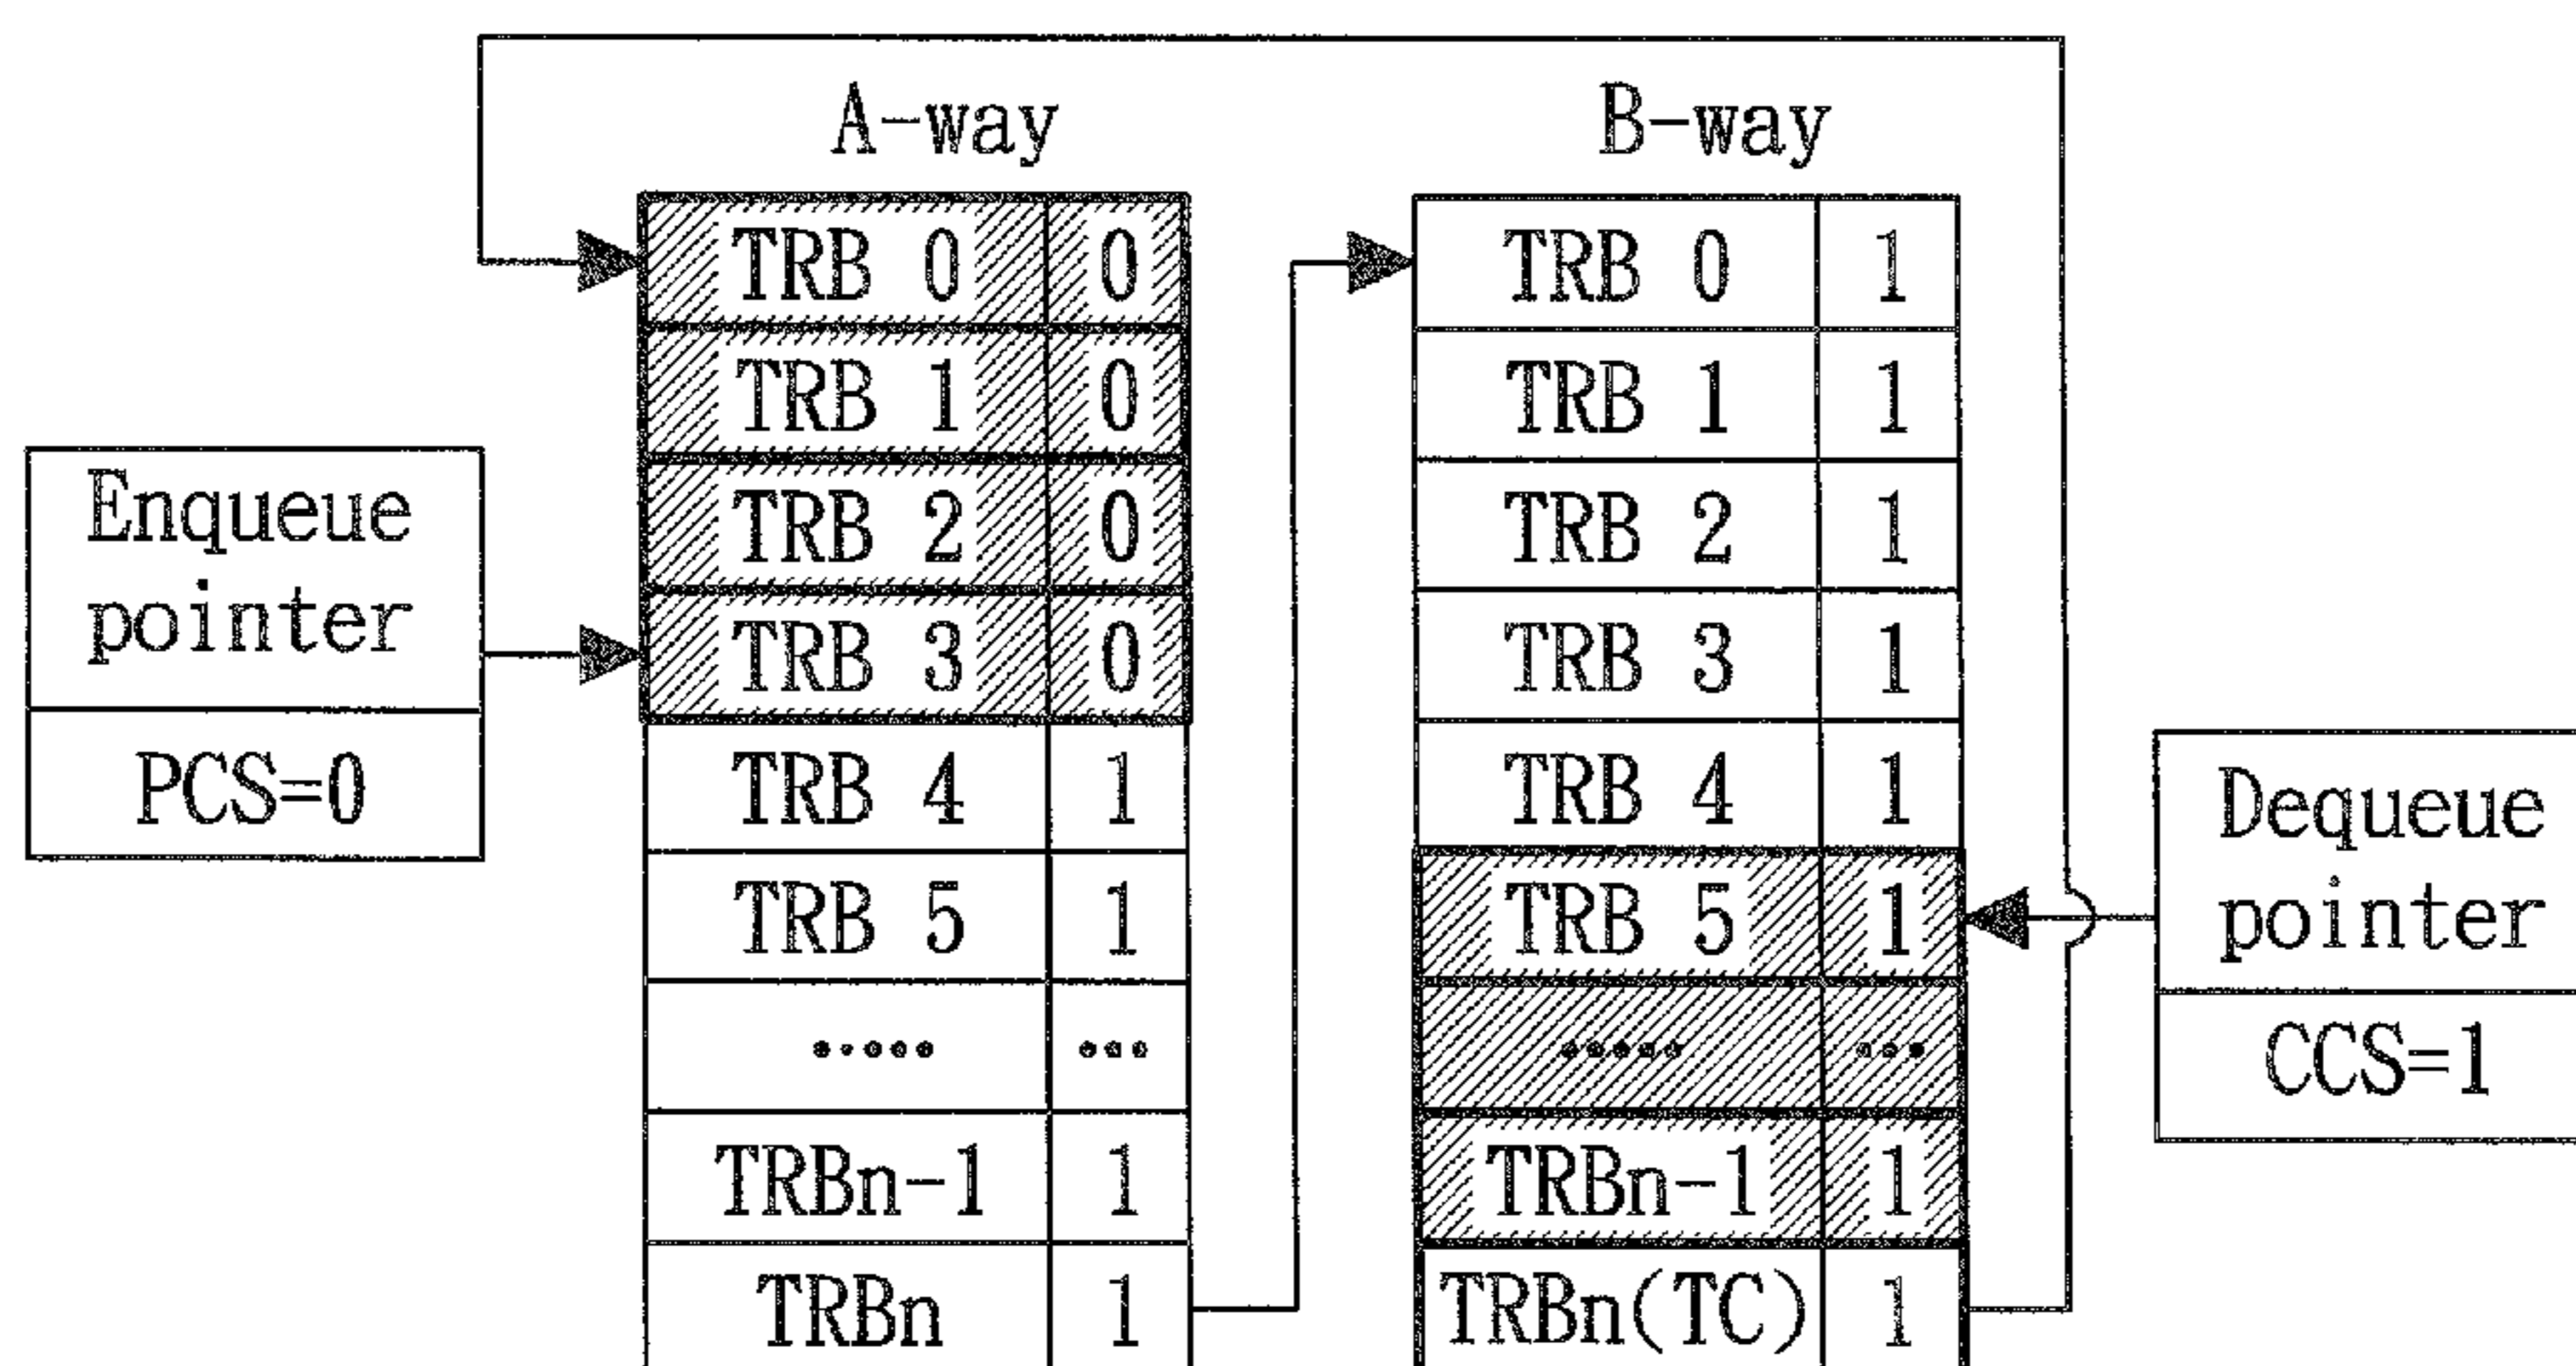 A-way
B-way
TRB 0 0
TRB 1 0
TRB 2 0
TRB 3 0
TRB 4 1
TRB 5 1
..... ...
TRBn-1 1
TRBn 1
TRB 0 1
TRB 1 1
TRB 2 1
TRB 3 1
TRB 4 1
TRB 5 1
..... ...
TRBn-1 1
TRBn(TC) 1
Enqueue
pointer
PCS=0
Dequeue
pointer
CCS=1